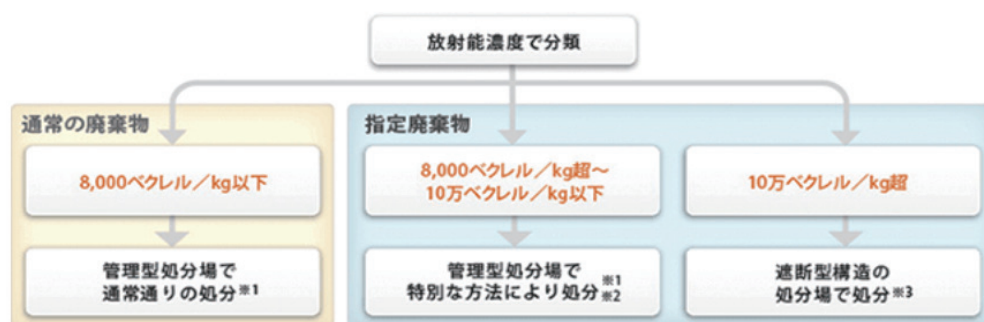 放射能濃度で分類
通常の廃棄物
8,000ベクレル／kg以下
管理型処分場で
通常通りの処分※1
指定廃棄物
8,000ベクレル／kg超～
10万ベクレル／kg以下
管理型処分場で
特別な方法により処分※1※2
10万ベクレル／kg超
遮断型構造の
処分場で処分※3